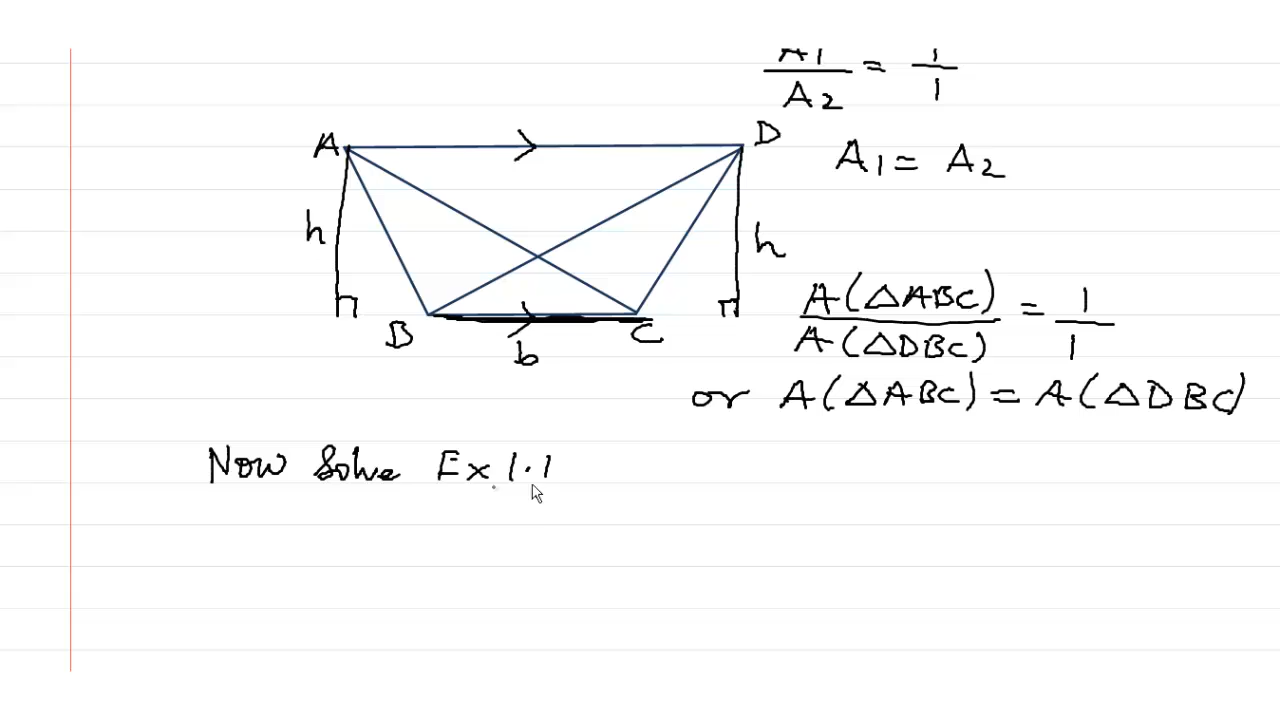 A1/A2 = 1/1
A D
A1 = A2
h h
A(△ABC)/A(△DBC) = 1/1
B b C
or A(△ABC) = A(△DBC)
Now Solve Ex 1.1